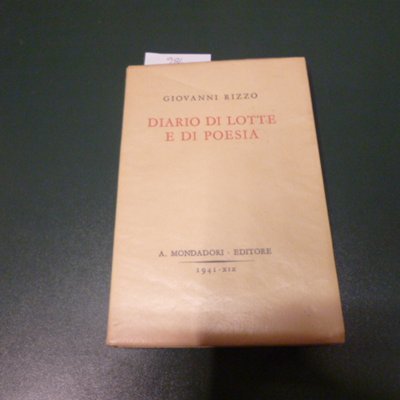 GIOVANNI RIZZO
DIARIO DI LOTTE
E DI POESIA
A. MONDADORI - EDITORE
1941-XIX